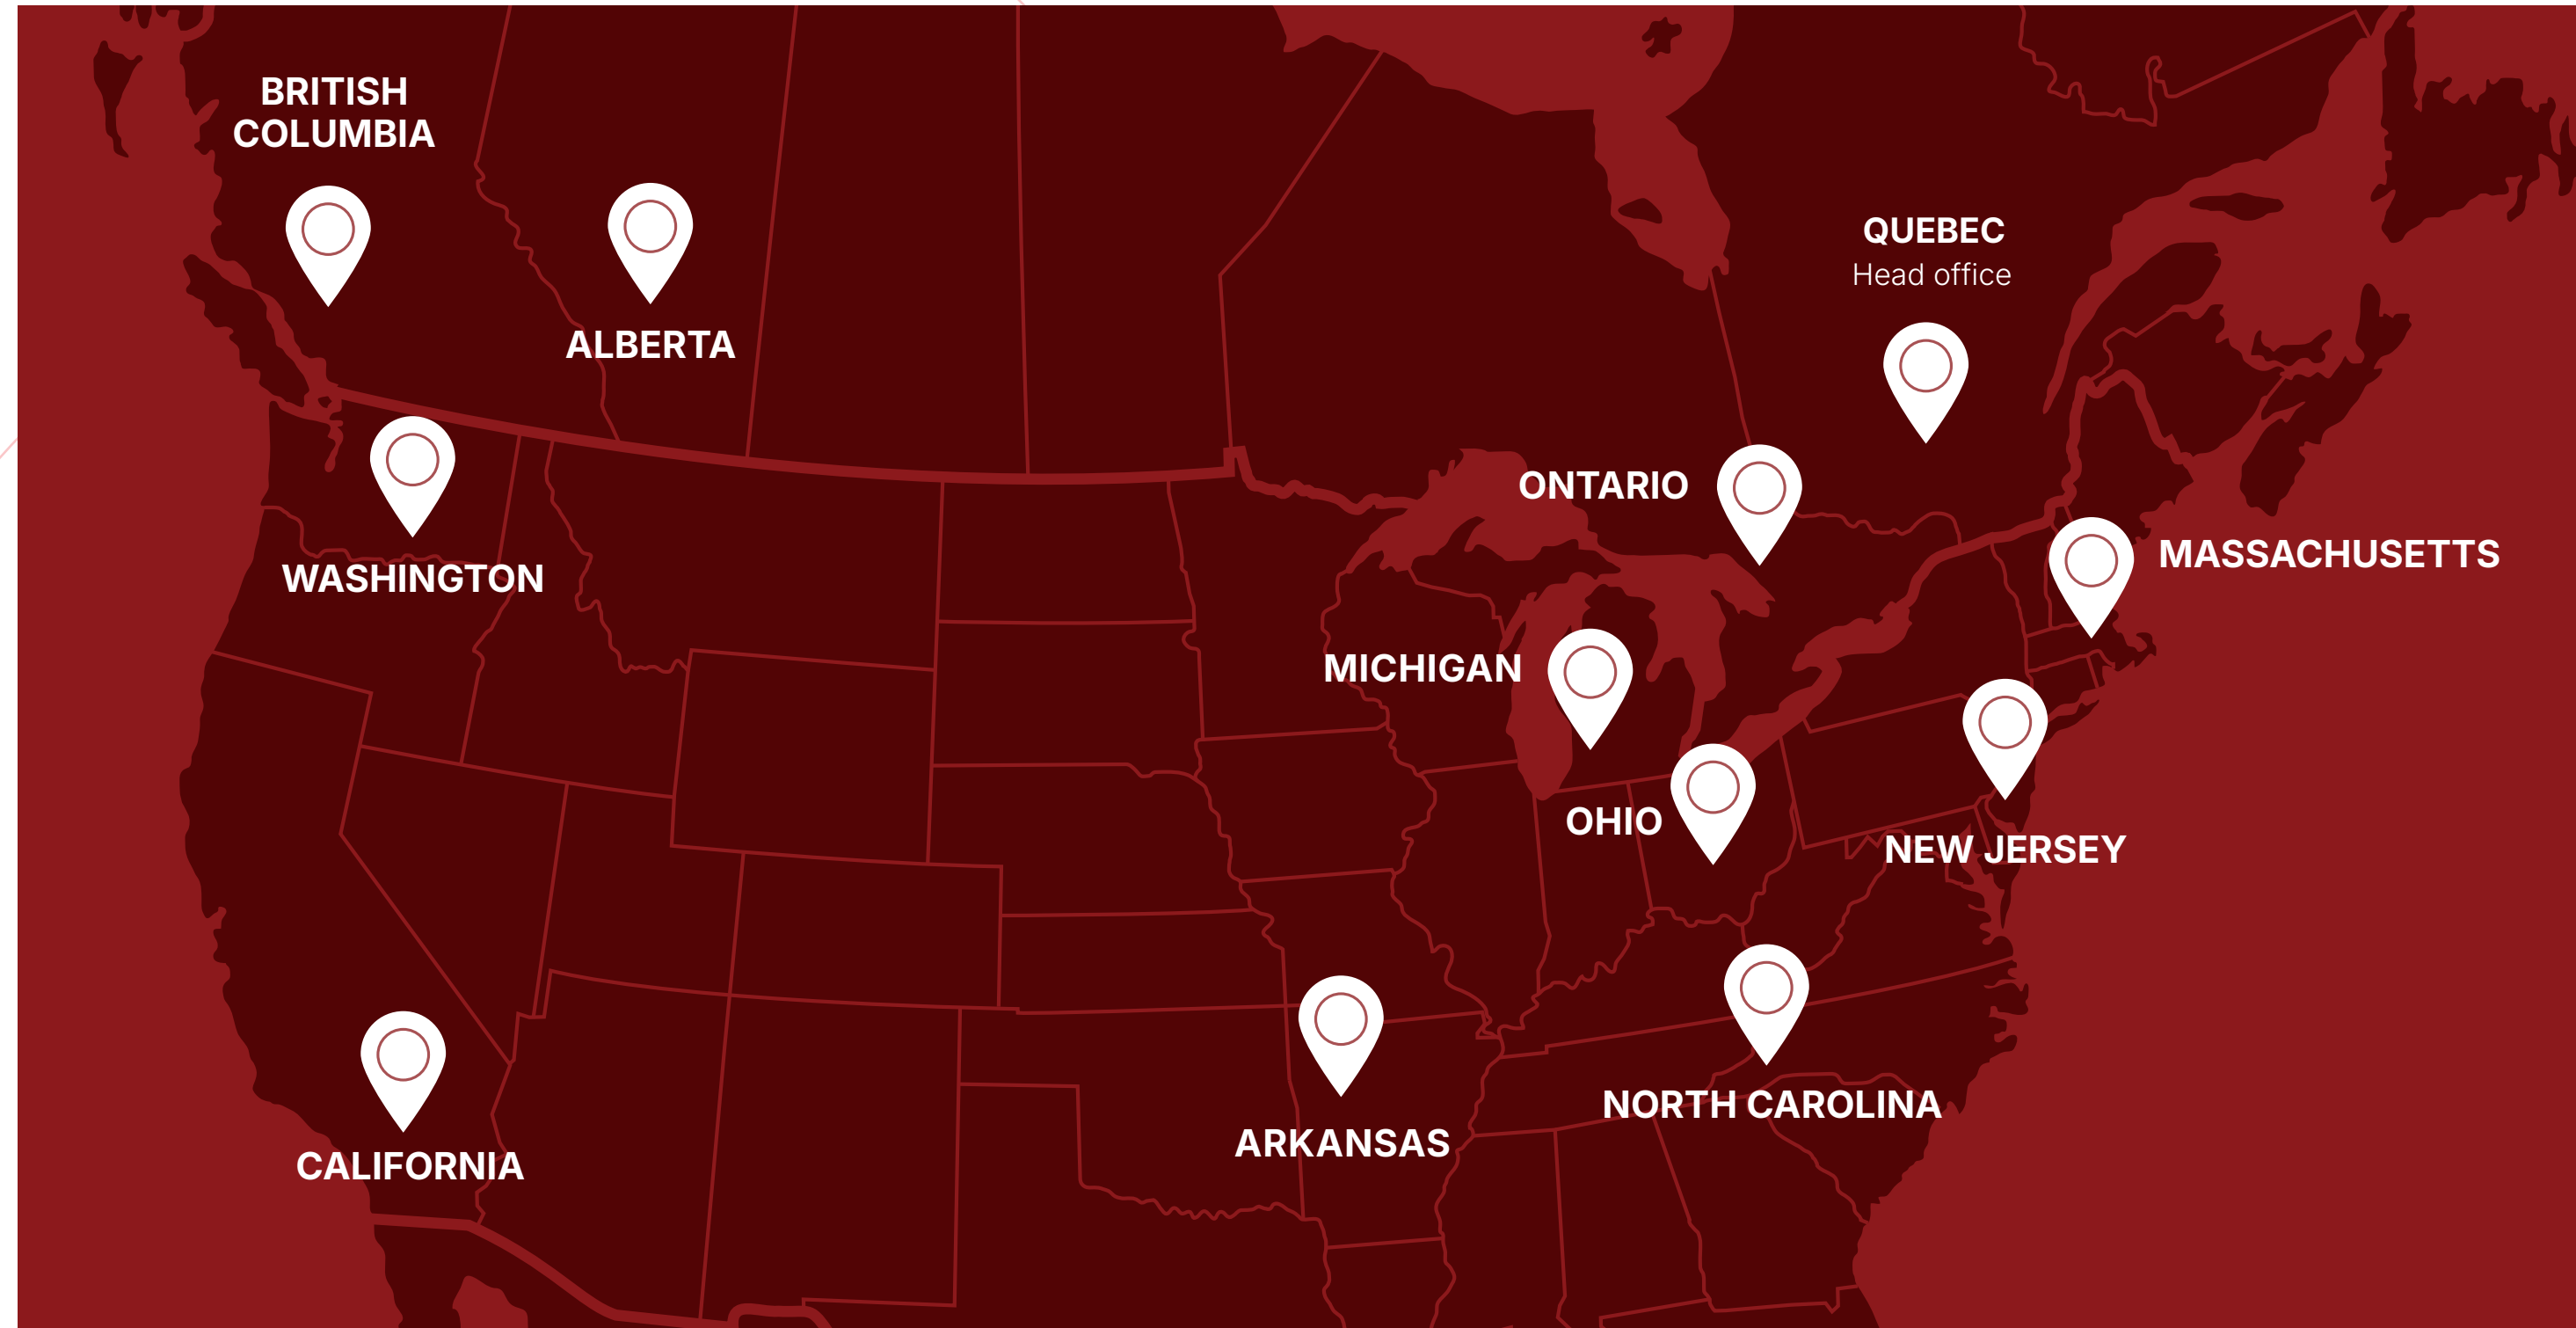 BRITISH
COLUMBIA
ALBERTA
QUEBEC
Head office
ONTARIO
MASSACHUSETTS
WASHINGTON
MICHIGAN
OHIO
NEW JERSEY
NORTH CAROLINA
ARKANSAS
CALIFORNIA